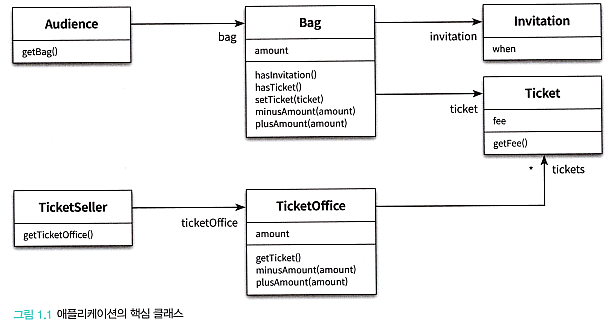 Audience
getBag()
bag
Bag
amount
hasInvitation()
hasTicket()
setTicket(ticket)
minusAmount(amount)
plusAmount(amount)
invitation
Invitation
when
ticket
Ticket
fee
getFee()
* tickets
TicketSeller
getTicketOffice()
ticketOffice
TicketOffice
amount
getTicket()
minusAmount(amount)
plusAmount(amount)
그림 1.1 애플리케이션의 핵심 클래스